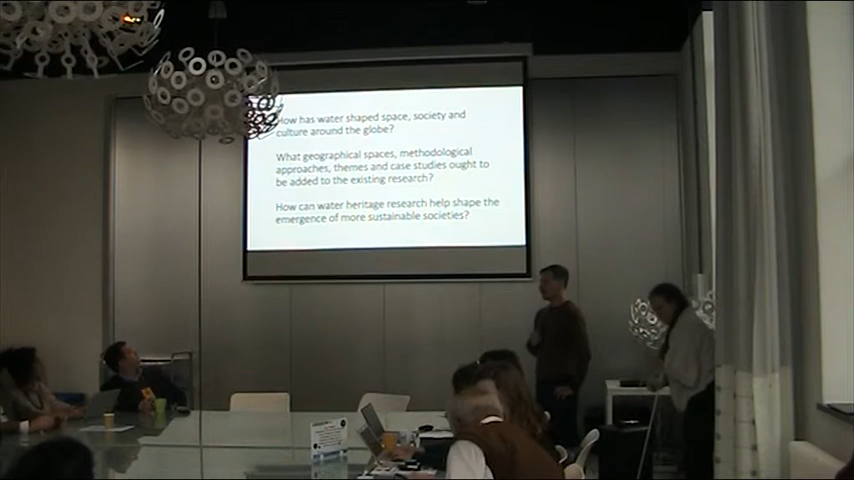 How has water shaped space, society and
culture around the globe?
What geographical spaces, methodological
approaches, themes and case studies ought to
be added to the existing research?
How can water heritage research help shape the
emergence of more sustainable societies?